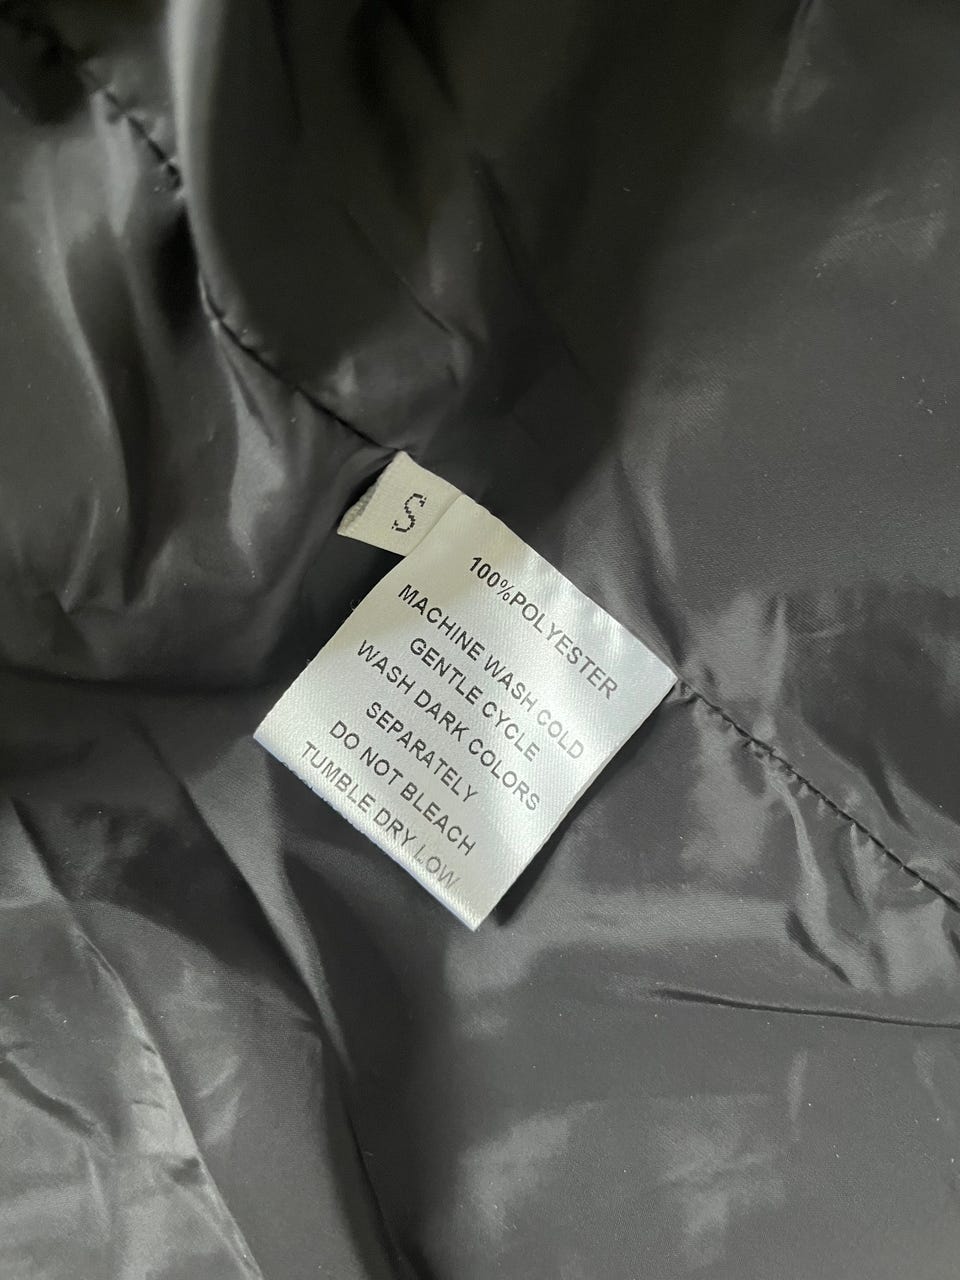 S
100%POLYESTER
MACHINE WASH COLD
GENTLE CYCLE
WASH DARK COLORS
SEPARATELY
DO NOT BLEACH
TUMBLE DRY LOW